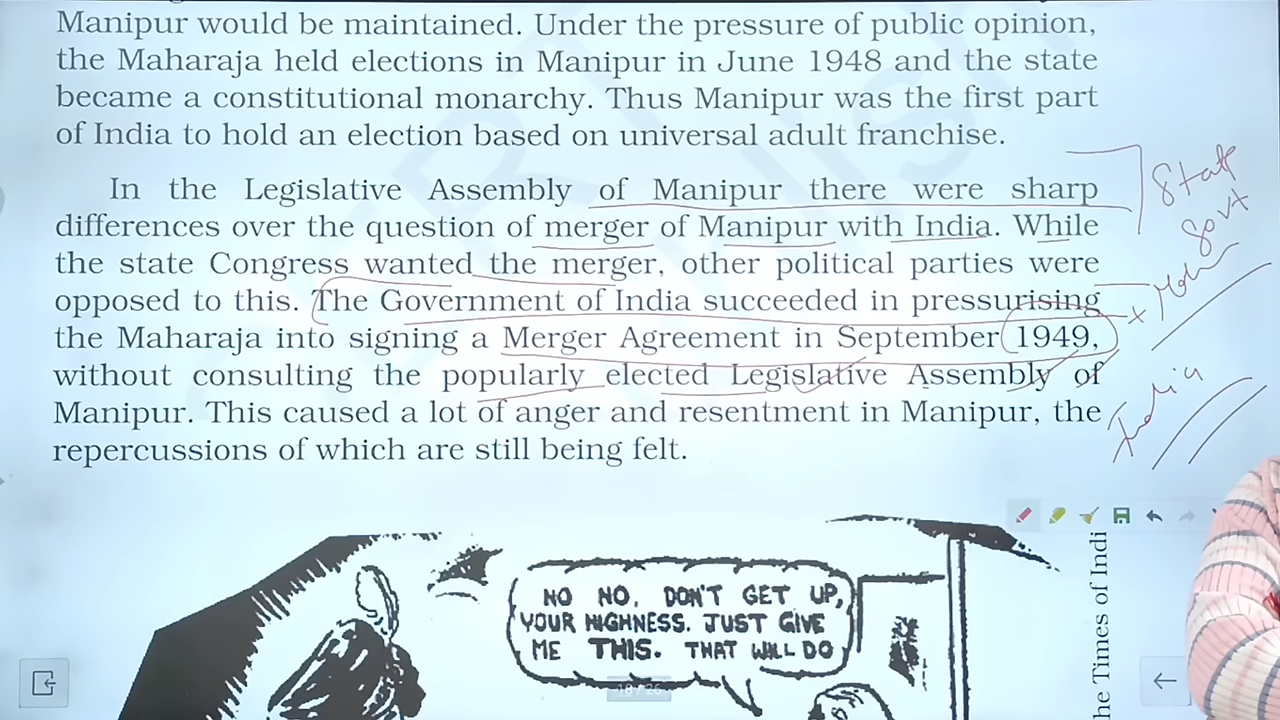 Manipur would be maintained. Under the pressure of public opinion,
the Maharaja held elections in Manipur in June 1948 and the state
became a constitutional monarchy. Thus Manipur was the first part
of India to hold an election based on universal adult franchise.
In the Legislative Assembly of Manipur there were sharp
differences over the question of merger of Manipur with India. While
the state Congress wanted the merger, other political parties were
opposed to this. The Government of India succeeded in pressurising
the Maharaja into signing a Merger Agreement in September 1949,
without consulting the popularly elected Legislative Assembly of
Manipur. This caused a lot of anger and resentment in Manipur, the
repercussions of which are still being felt.
State
Govt
India
NO NO, DON'T GET UP,
YOUR HIGHNESS. JUST GIVE
ME THIS. THAT WILL DO
he Times of Indi
18 / 26